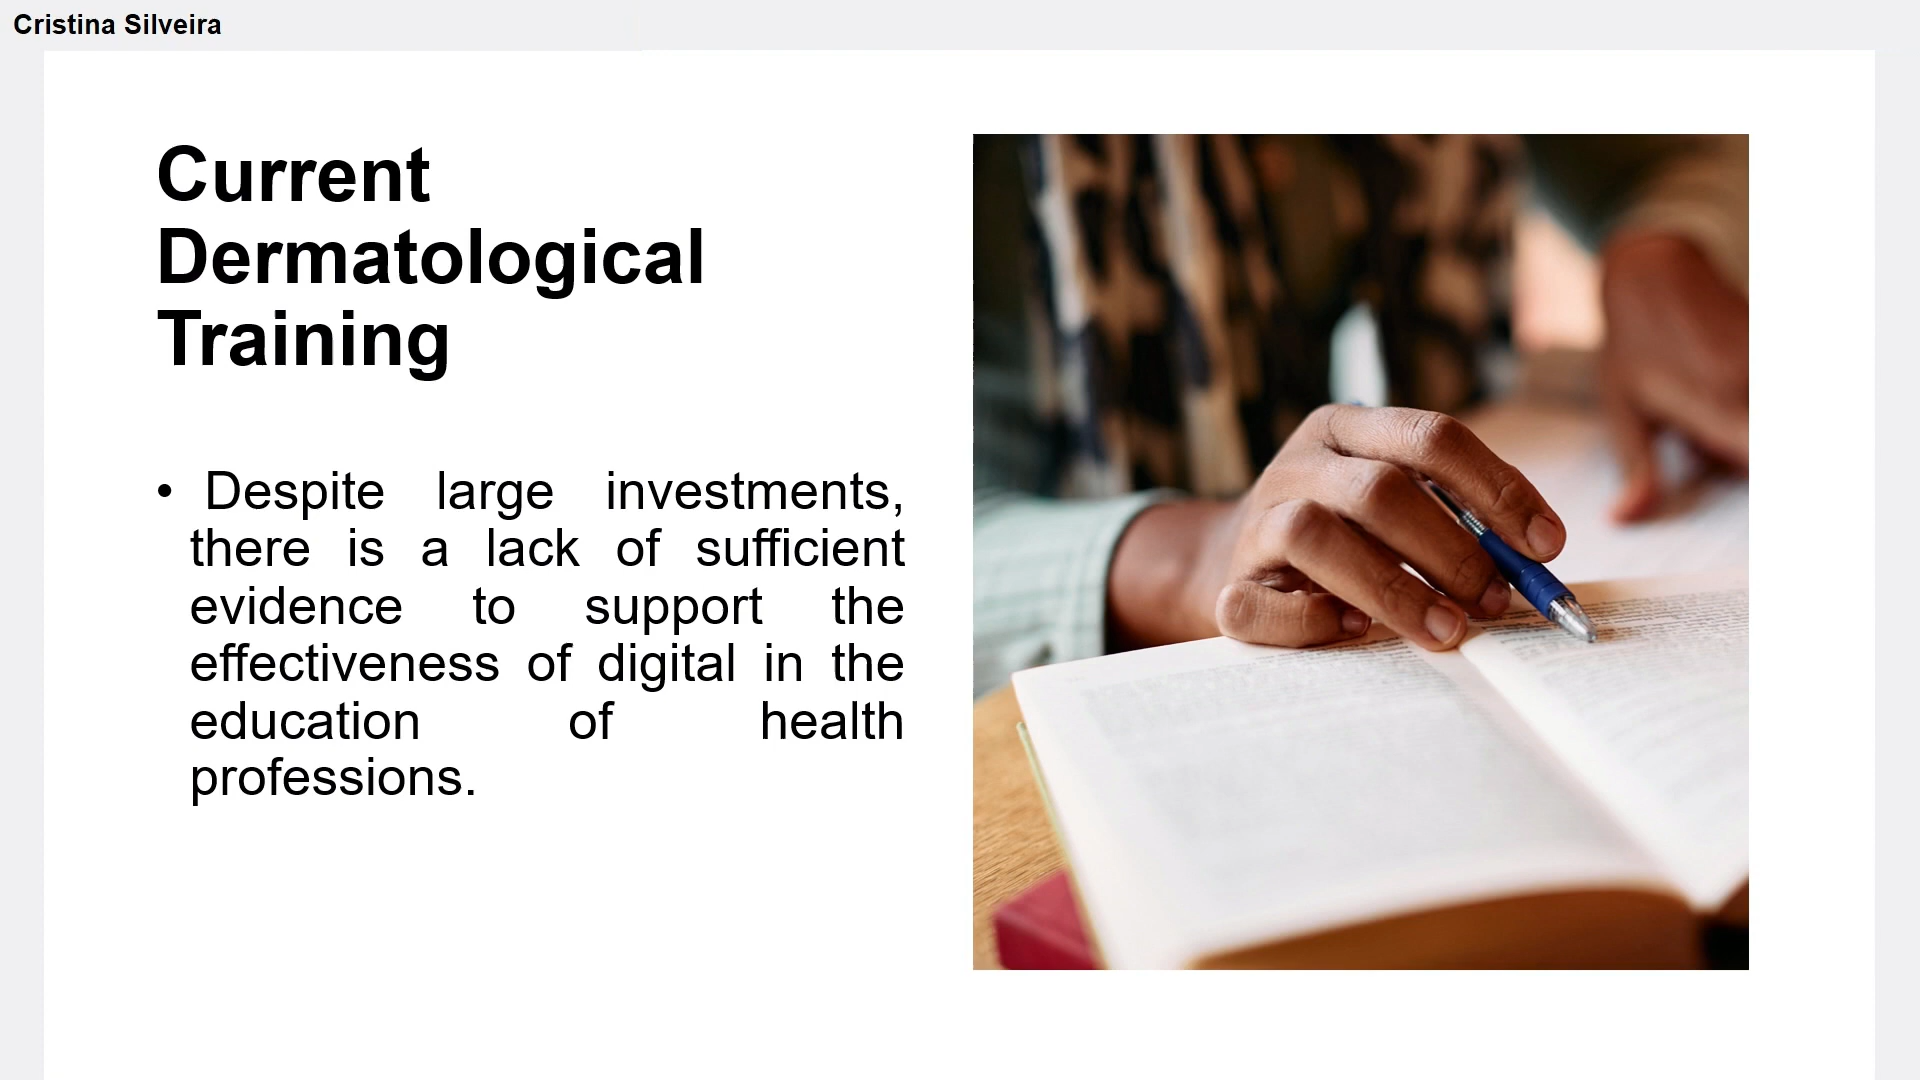 Cristina Silveira
Current
Dermatological
Training
• Despite large investments,
there is a lack of sufficient
evidence to support the
effectiveness of digital in the
education of health
professions.